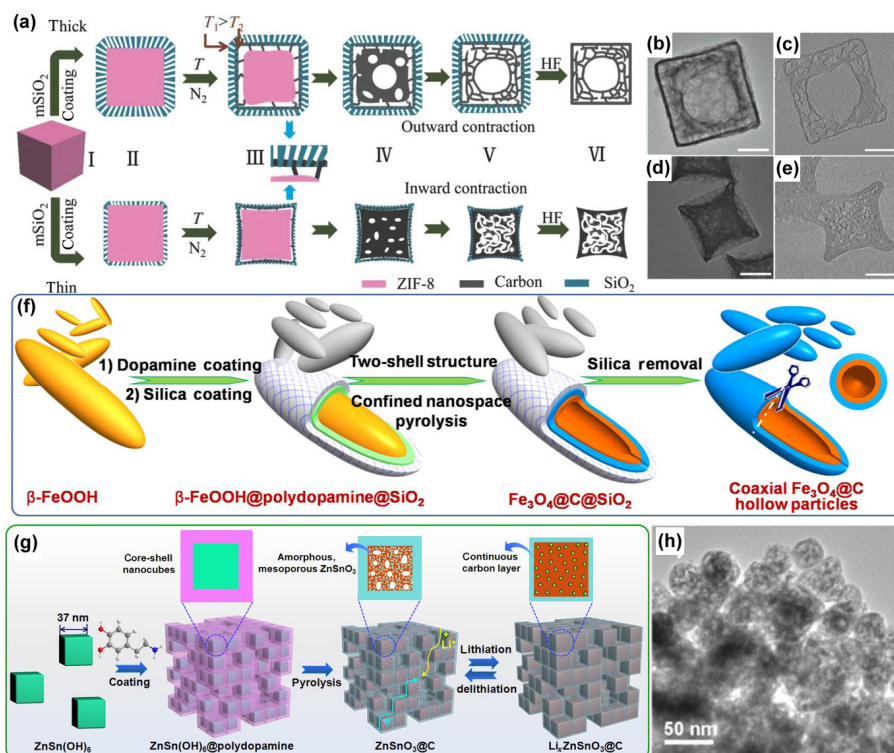 (a)
Thick
mSiO₂
Coating
T
N₂
T₁>T₂
HF
Outward contraction
I
II
III
IV
V
VI
Inward contraction
mSiO₂
Coating
T
N₂
HF
Thin
ZIF-8
Carbon
SiO₂
(b)
(c)
(d)
(e)
(f)
1) Dopamine coating
2) Silica coating
Two-shell structure
Confined nanospace
pyrolysis
Silica removal
β-FeOOH
β-FeOOH@polydopamine@SiO₂
Fe₃O₄@C@SiO₂
Coaxial Fe₃O₄@C
hollow particles
(g)
Core-shell
nanocubes
Amorphous,
mesoporous ZnSnO₃
Continuous
carbon layer
37 nm
Coating
Pyrolysis
Li⁺
e⁻
Lithiation
delithiation
ZnSn(OH)₆
ZnSn(OH)₆@polydopamine
ZnSnO₃@C
LiₓZnSnO₃@C
(h)
50 nm